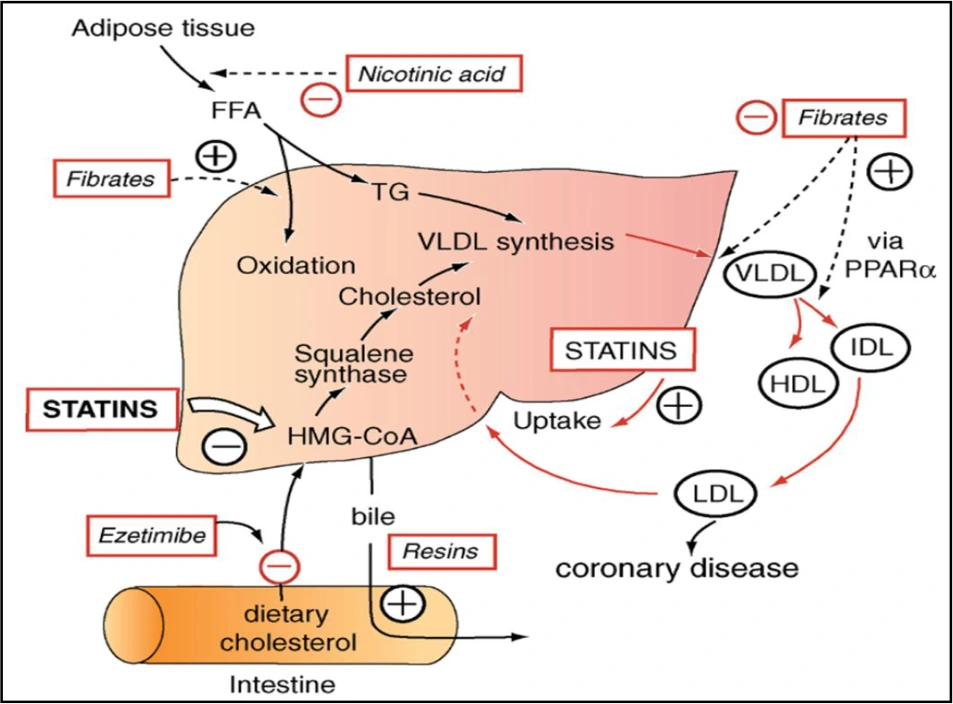 Adipose tissue
Nicotinic acid
FFA
Fibrates
Fibrates
TG
VLDL synthesis
via
PPARα
Oxidation
VLDL
Cholesterol
STATINS
IDL
Squalene
synthase
HDL
STATINS
Uptake
HMG-CoA
LDL
bile
Ezetimibe
Resins
coronary disease
dietary
cholesterol
Intestine